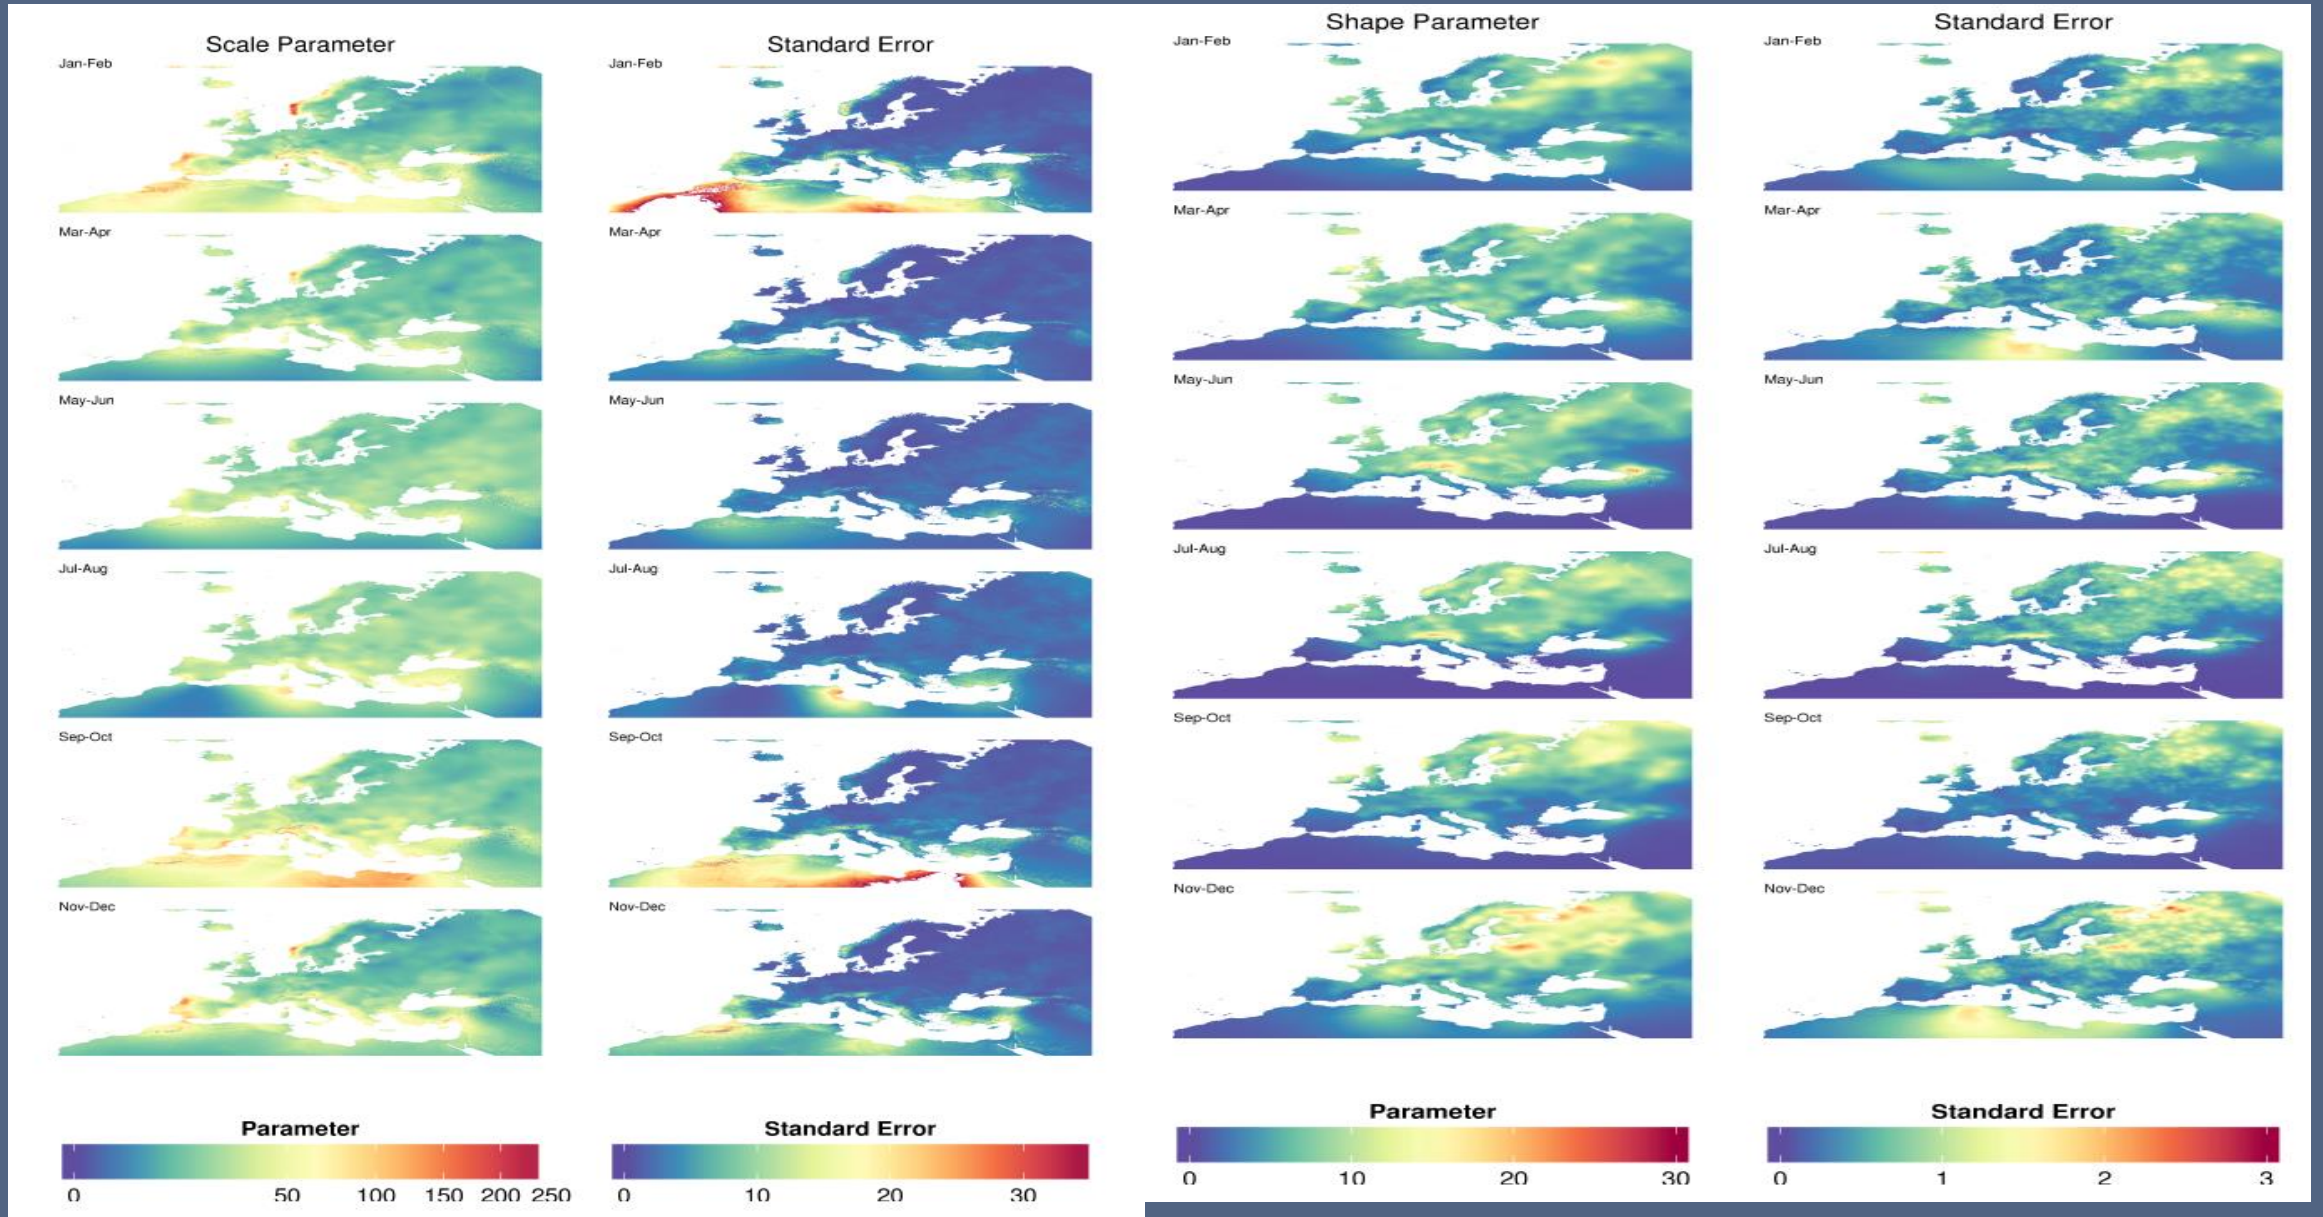 Scale Parameter
Standard Error
Shape Parameter
Standard Error
Jan-Feb
Jan-Feb
Jan-Feb
Jan-Feb
Mar-Apr
Mar-Apr
Mar-Apr
Mar-Apr
May-Jun
May-Jun
May-Jun
May-Jun
Jul-Aug
Jul-Aug
Jul-Aug
Jul-Aug
Sep-Oct
Sep-Oct
Sep-Oct
Sep-Oct
Nov-Dec
Nov-Dec
Nov-Dec
Nov-Dec
Parameter
0 50 100 150 200 250
Standard Error
0 10 20 30
Parameter
0 10 20 30
Standard Error
0 1 2 3